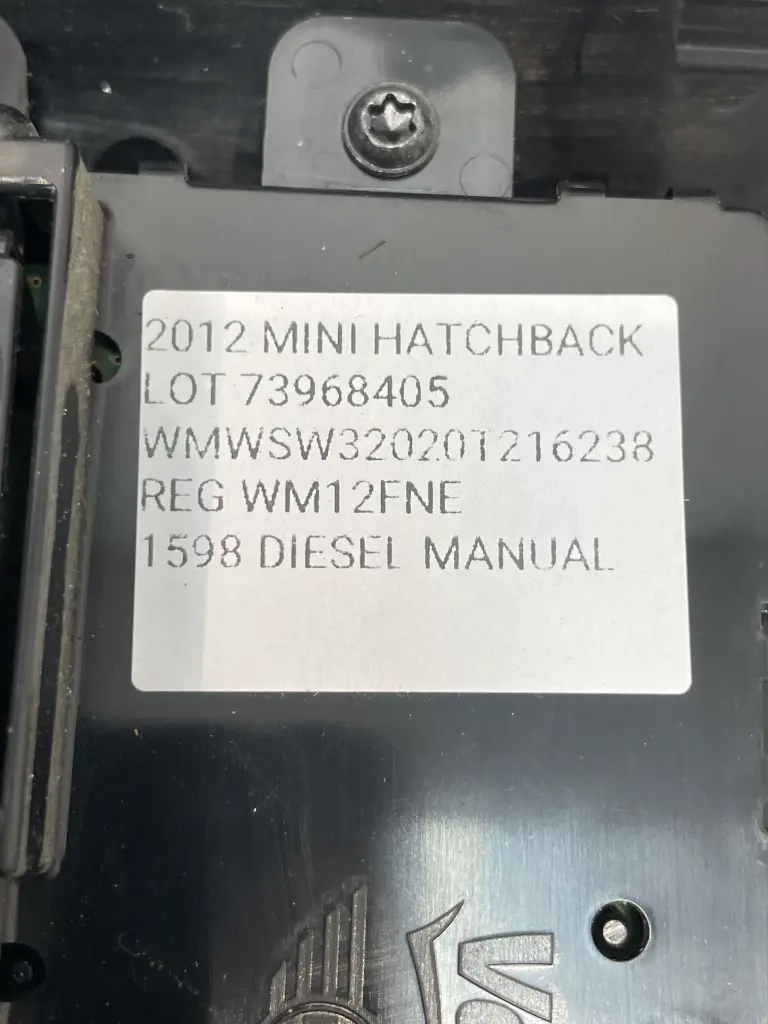 2012 MINI HATCHBACK
LOT 73968405
WMWSW32020T216238
REG WM12FNE
1598 DIESEL MANUAL